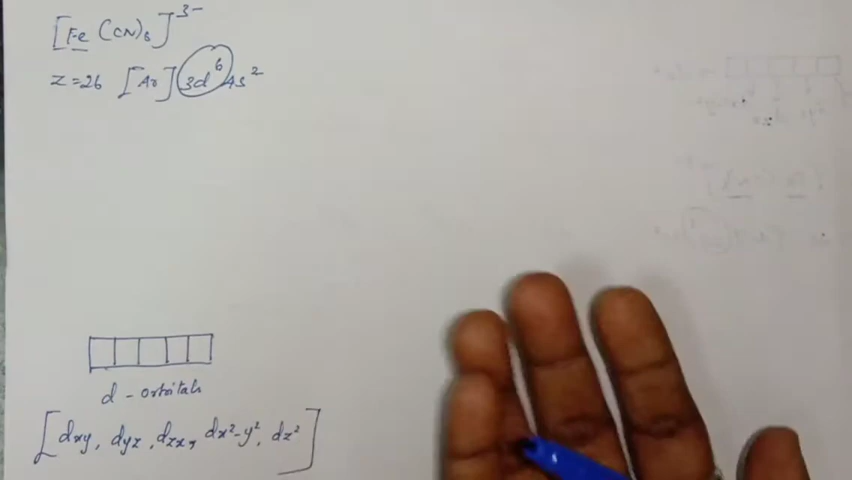 [Fe (CN)6]3-
Z=26 [Ar] 3d6 4s2
d - orbitals
[dxy, dyz, dzx, dx2-y2, dz2]